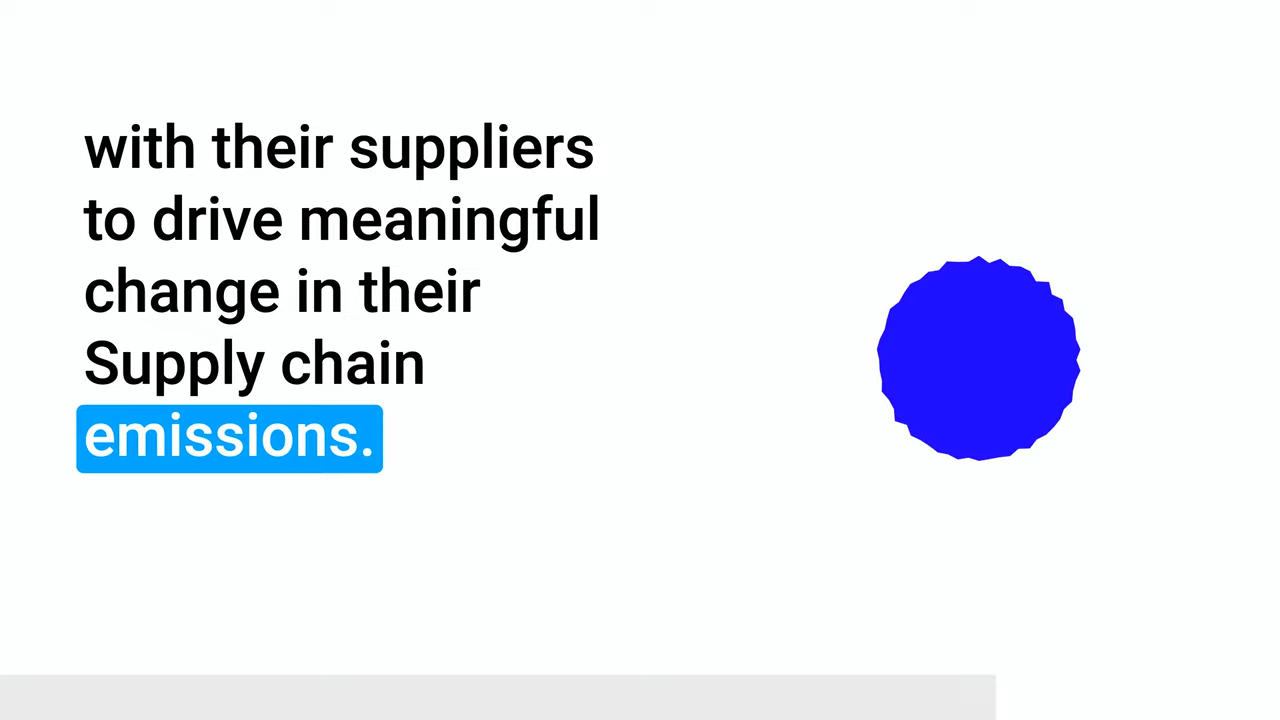 with their suppliers
to drive meaningful
change in their
Supply chain
emissions.